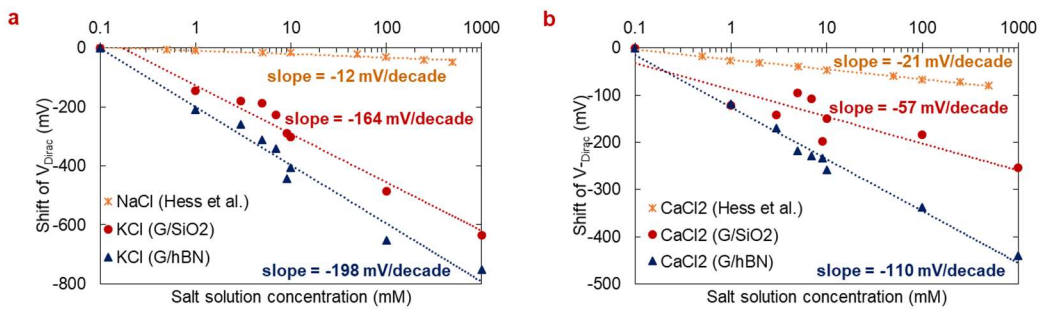 a
0.1 1 10 100 1000
0
-200
-400
-600
-800
Shift of VDirac (mV)
slope = -12 mV/decade
slope = -164 mV/decade
slope = -198 mV/decade
NaCl (Hess et al.)
KCl (G/SiO2)
KCl (G/hBN)
Salt solution concentration (mM)
b
0.1 1 10 100 1000
0
-100
-200
-300
-400
-500
Shift of V-Dirac (mV)
slope = -21 mV/decade
slope = -57 mV/decade
slope = -110 mV/decade
CaCl2 (Hess et al.)
CaCl2 (G/SiO2)
CaCl2 (G/hBN)
Salt solution concentration (mM)